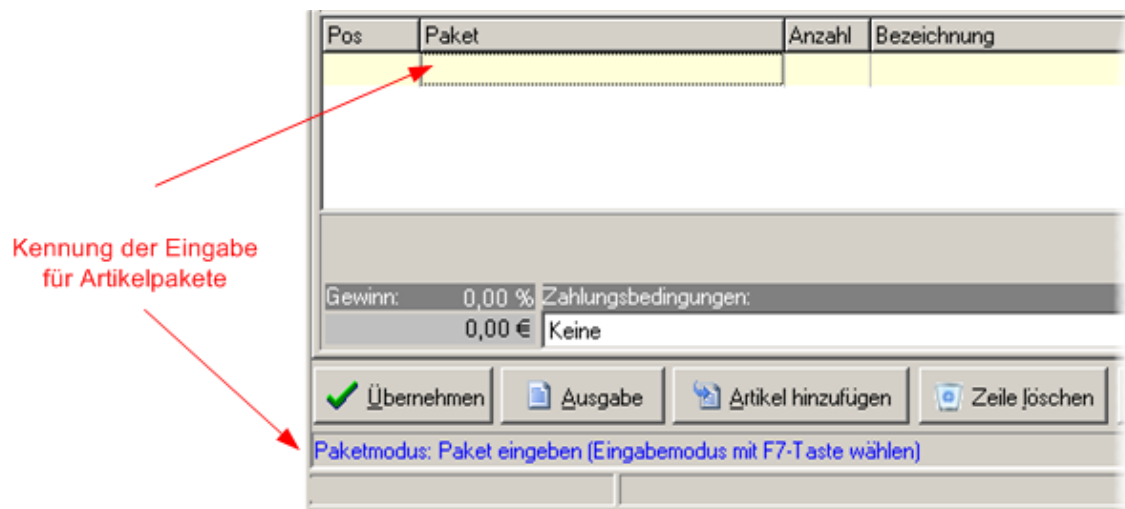 Pos Paket Anzahl Bezeichnung
Kennung der Eingabe
für Artikelpakete
Gewinn: 0,00 % Zahlungsbedingungen:
0,00 € Keine
Übernehmen Ausgabe Artikel hinzufügen Zeile löschen
Paketmodus: Paket eingeben (Eingabemodus mit F7-Taste wählen)